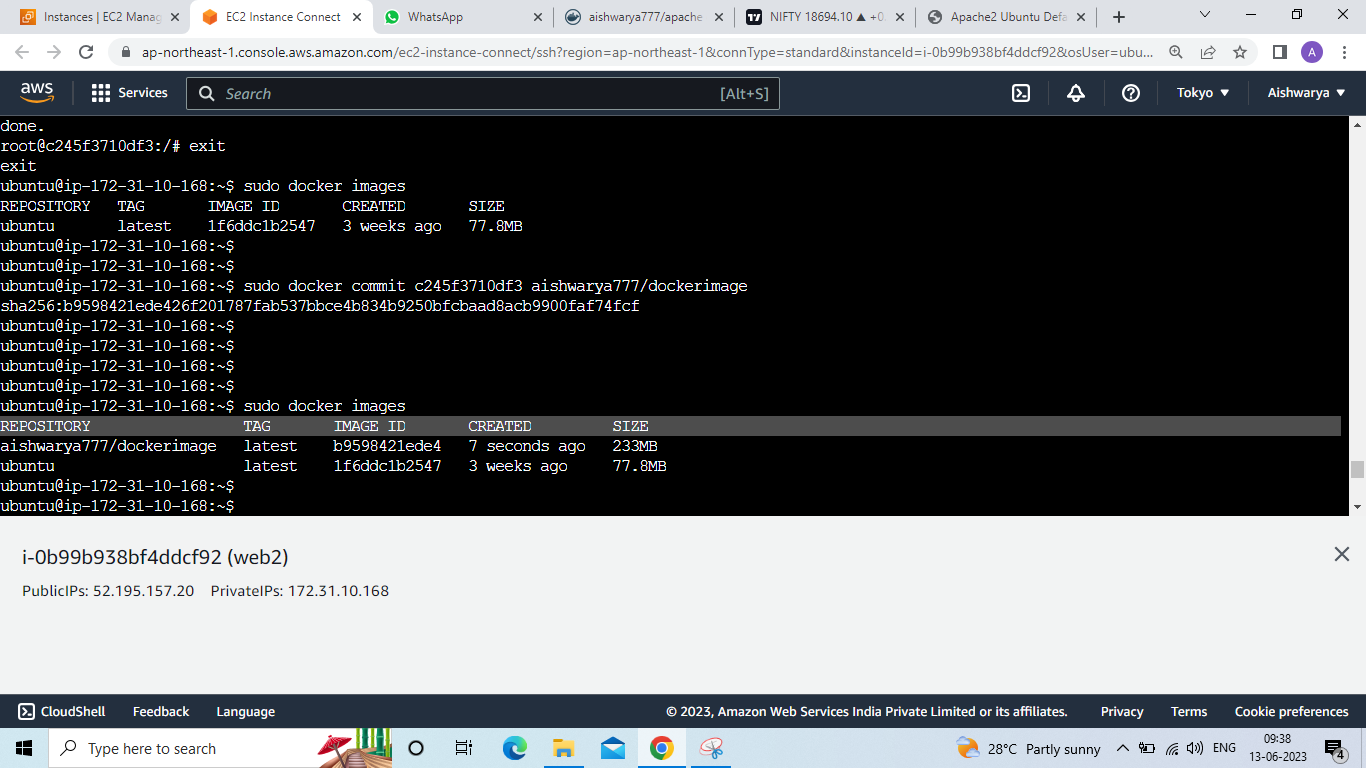 Instances | EC2 Manag
EC2 Instance Connect
WhatsApp
aishwarya777/apache
NIFTY 18694.10 ▲ +0.
Apache2 Ubuntu Defa
ap-northeast-1.console.aws.amazon.com/ec2-instance-connect/ssh?region=ap-northeast-1&connType=standard&instanceId=i-0b99b938bf4ddcf92&osUser=ubu...
A
aws
Services
Search
[Alt+S]
Tokyo ▼
Aishwarya ▼
done.
root@c245f3710df3:/# exit
exit
ubuntu@ip-172-31-10-168:~$ sudo docker images
REPOSITORY TAG IMAGE ID CREATED SIZE
ubuntu latest 1f6ddc1b2547 3 weeks ago 77.8MB
ubuntu@ip-172-31-10-168:~$
ubuntu@ip-172-31-10-168:~$
ubuntu@ip-172-31-10-168:~$ sudo docker commit c245f3710df3 aishwarya777/dockerimage
sha256:b9598421ede426f201787fab537bbce4b834b9250bfcbaad8acb9900faf74fcf
ubuntu@ip-172-31-10-168:~$
ubuntu@ip-172-31-10-168:~$
ubuntu@ip-172-31-10-168:~$
ubuntu@ip-172-31-10-168:~$
ubuntu@ip-172-31-10-168:~$ sudo docker images
REPOSITORY TAG IMAGE ID CREATED SIZE
aishwarya777/dockerimage latest b9598421ede4 7 seconds ago 233MB
ubuntu latest 1f6ddc1b2547 3 weeks ago 77.8MB
ubuntu@ip-172-31-10-168:~$
ubuntu@ip-172-31-10-168:~$
i-0b99b938bf4ddcf92 (web2)
PublicIPs: 52.195.157.20 PrivateIPs: 172.31.10.168
CloudShell Feedback Language © 2023, Amazon Web Services India Private Limited or its affiliates. Privacy Terms Cookie preferences
Type here to search
28°C Partly sunny
ENG
09:38
13-06-2023
4